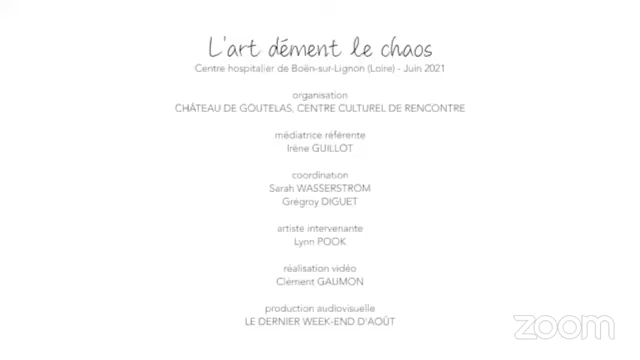 L'art dément le chaos
Centre hospitalier de Boën-sur-Lignon (Loire) - Juin 2021
organisation
CHÂTEAU DE GOUTELAS, CENTRE CULTUREL DE RENCONTRE
médiatrice référente
Irène GUILLOT
coordination
Sarah WASSERSTROM
Grégroy DIGUET
artiste intervenante
Lynn POOK
réalisation vidéo
Clément GAUMON
production audiovisuelle
LE DERNIER WEEK-END D'AOÛT
zoom